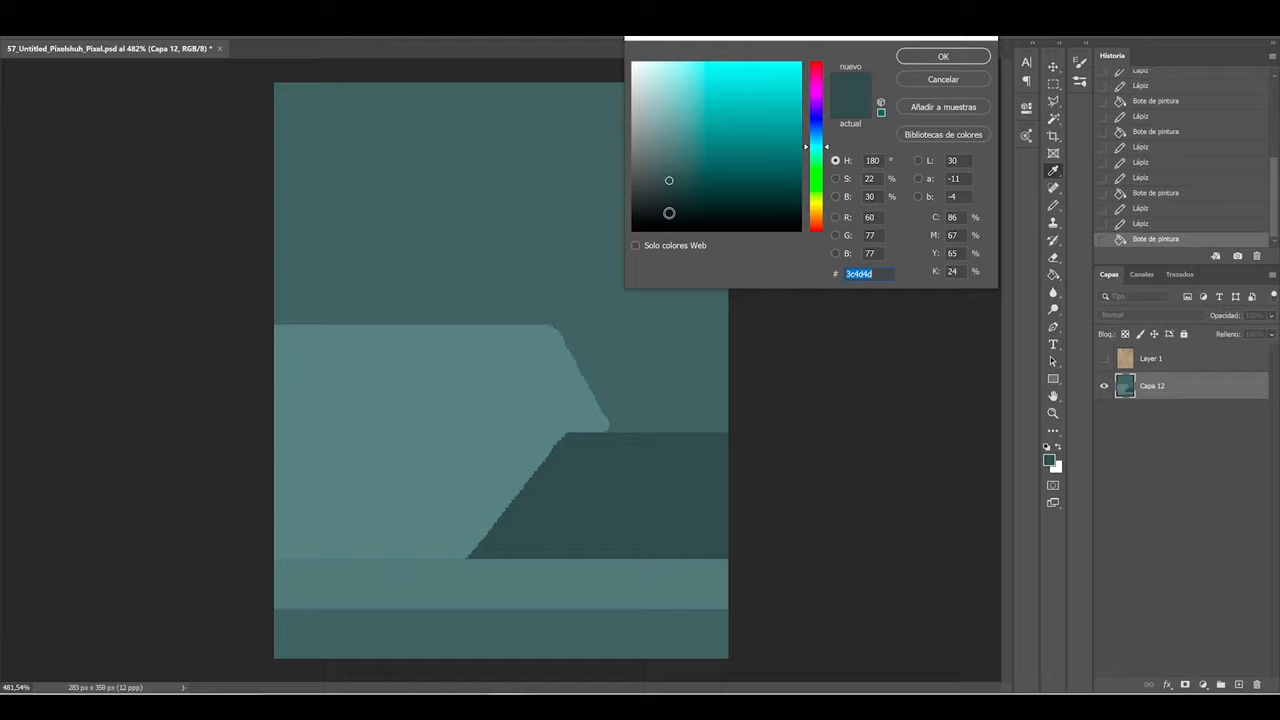 57_Untitled_Pixelshuh_Pixel.psd al 482% (Capa 12, RGB/8) * ×
nuevo
actual
OK
Cancelar
Añadir a muestras
Bibliotecas de colores
H: 180 °
S: 22 %
B: 30 %
R: 60
G: 77
B: 77
L: 30
a: -11
b: -4
C: 86 %
M: 67 %
Y: 65 %
K: 24 %
Solo colores Web
# 3c4d4d
Historia
Lápiz
Lápiz
Bote de pintura
Lápiz
Bote de pintura
Lápiz
Lápiz
Lápiz
Bote de pintura
Lápiz
Lápiz
Bote de pintura
Capas Canales Trazados
Tipo
Normal Opacidad: 100%
Bloq.: Relleno: 100%
Layer 1
Capa 12
481,54% 283 px x 359 px (12 ppp)